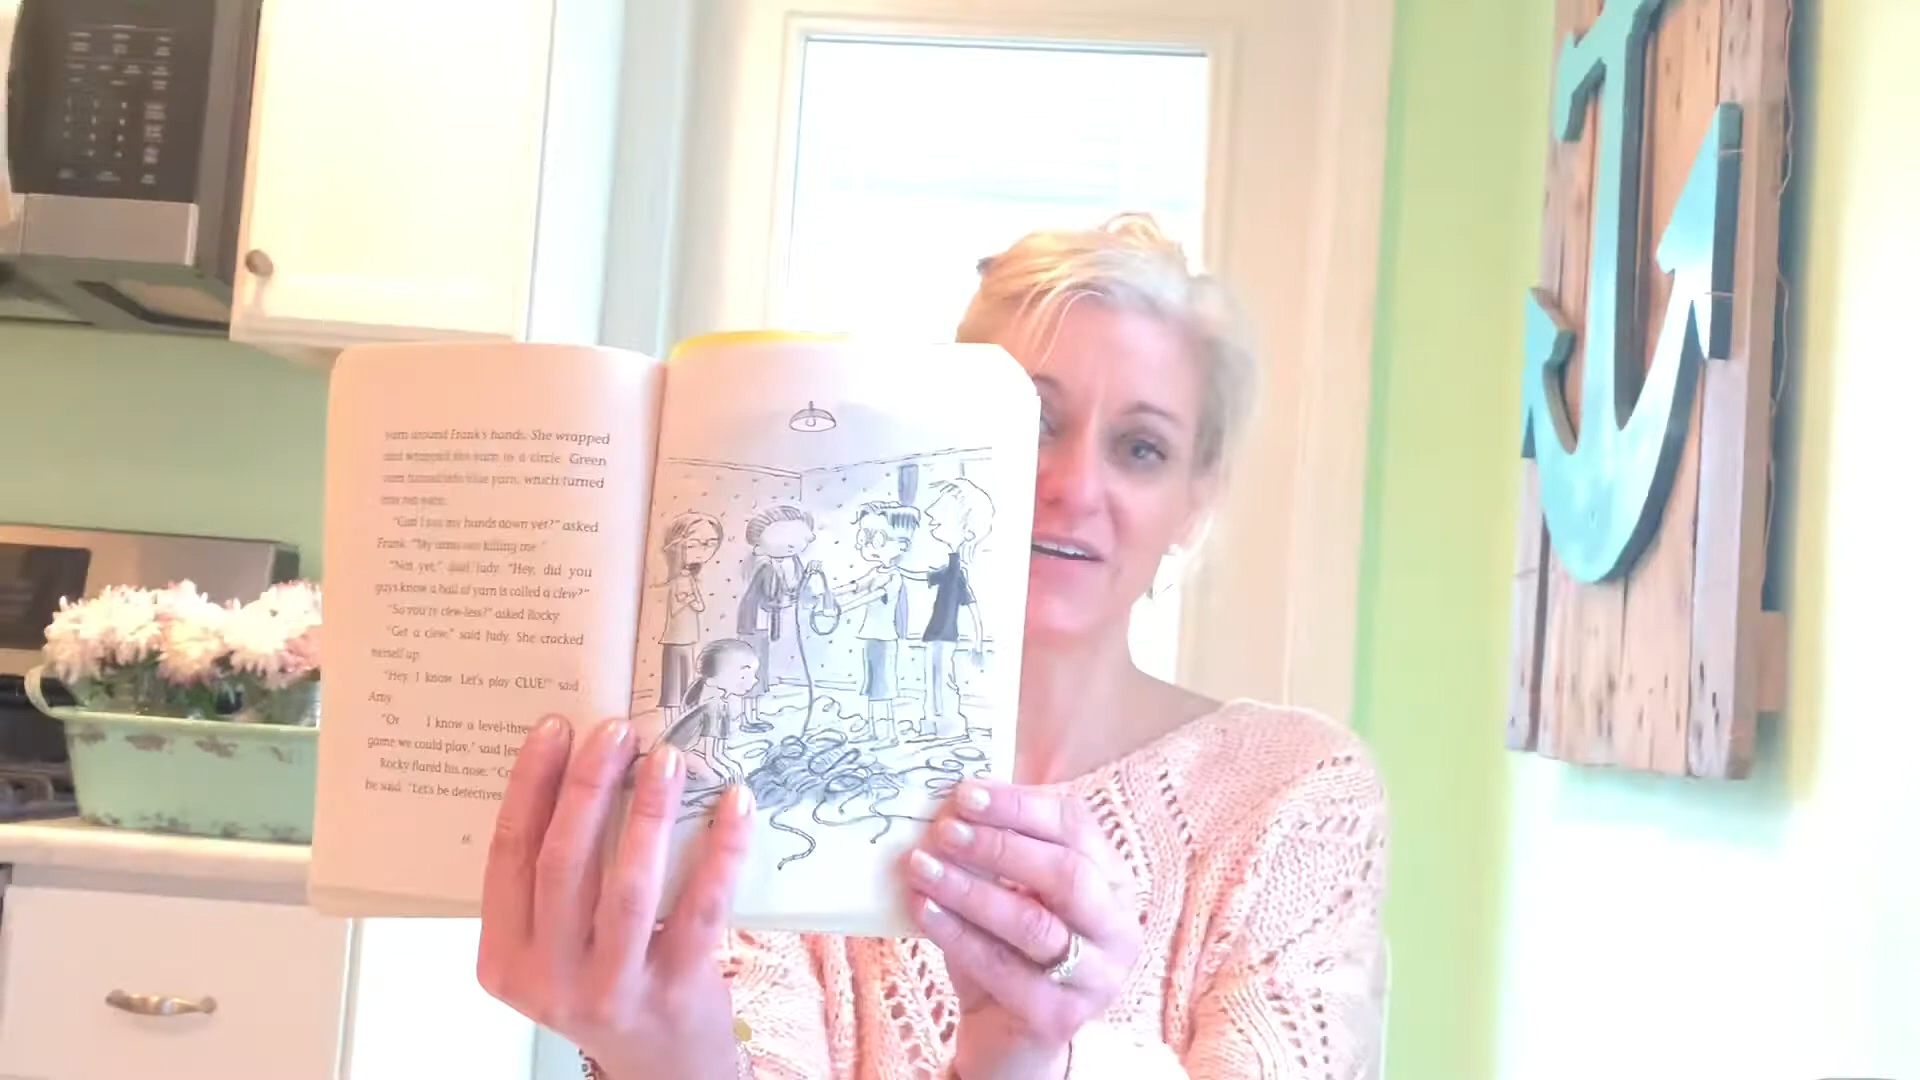 yarn around Frank's hands. She wrapped
and wrapped the yarn in a circle. Green
yarn turned into blue yarn, which turned
into red yarn.
"Can I put my hands down yet?" asked
Frank. "My arms are killing me."
"Not yet," said Judy. "Hey, did you
guys know a ball of yarn is called a clew?"
"So you're clew-less?" asked Rocky.
"Get a clew," said Judy. She cracked
herself up.
"Hey, I know. Let's play CLUE!" said
Amy.
"Or I know a level-three
game we could play," said Jes
Rocky flared his nose.
he said. "Let's be detectives